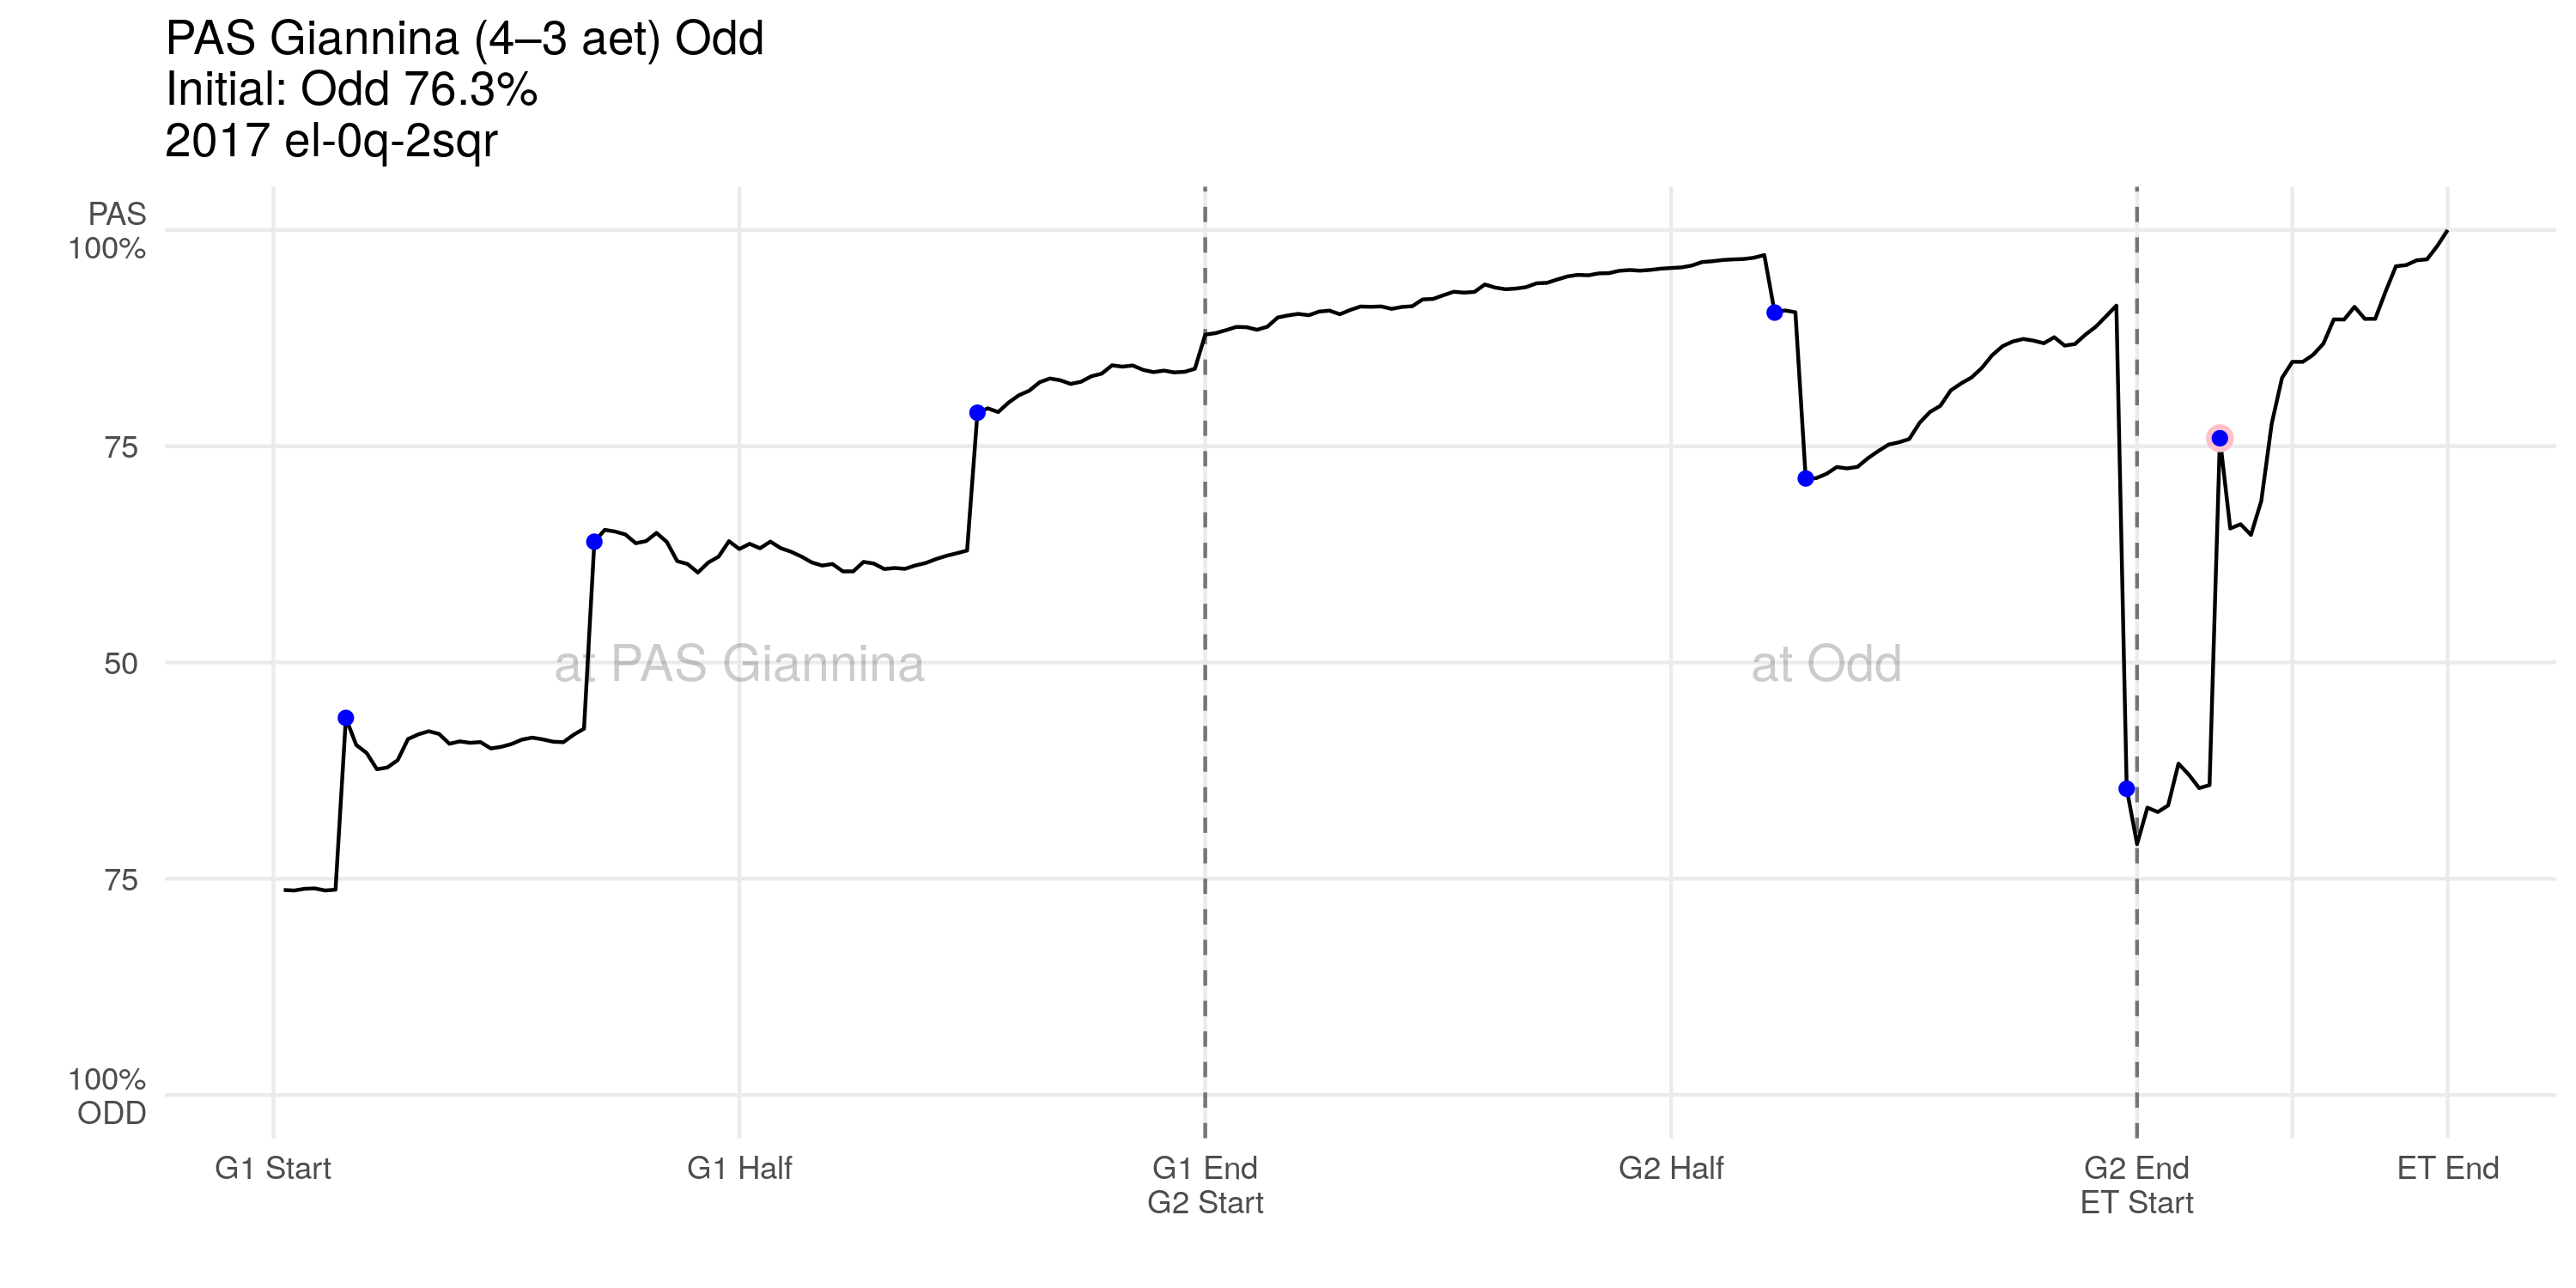 PAS Giannina (4–3 aet) Odd
Initial: Odd 76.3%
2017 el-0q-2sqr
PAS
100%
75
50
75
100%
ODD
at PAS Giannina
at Odd
G1 Start
G1 Half
G1 End
G2 Start
G2 Half
G2 End
ET Start
ET End